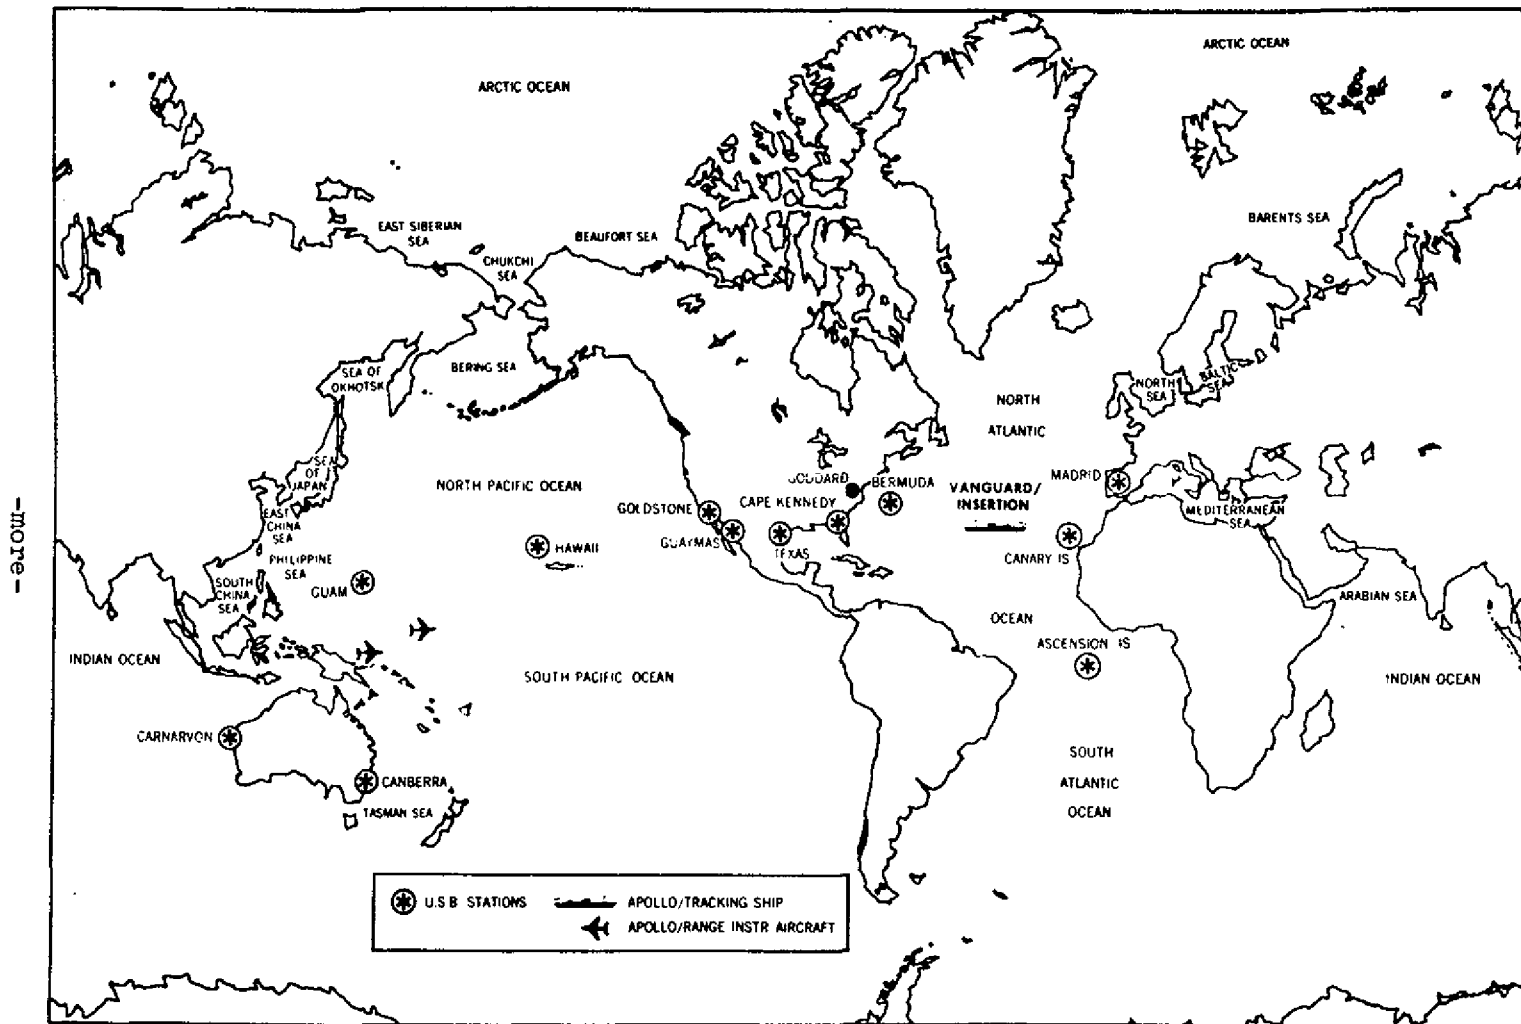 ARCTIC OCEAN
ARCTIC OCEAN
EAST SIBERIAN
SEA
BEAUFORT SEA
BARENTS SEA
CHUKCHI
SEA
SEA OF
OKHOTSK
BERING SEA
NORTH
SEA
BALTIC
SEA
NORTH
ATLANTIC
SEA
OF
JAPAN
NORTH PACIFIC OCEAN
GODDARD
BERMUDA
MADRID
VANGUARD/
INSERTION
GOLDSTONE
CAPE KENNEDY
MEDITERRANEAN
SEA
EAST
CHINA
SEA
GUAYMAS
TEXAS
HAWAII
CANARY IS
PHILIPPINE
SEA
SOUTH
CHINA
SEA
GUAM
ARABIAN SEA
OCEAN
ASCENSION IS
INDIAN OCEAN
SOUTH PACIFIC OCEAN
INDIAN OCEAN
CARNARVON
CANBERRA
TASMAN SEA
SOUTH
ATLANTIC
OCEAN
U.S B STATIONS
APOLLO/TRACKING SHIP
APOLLO/RANGE INSTR AIRCRAFT
-more-